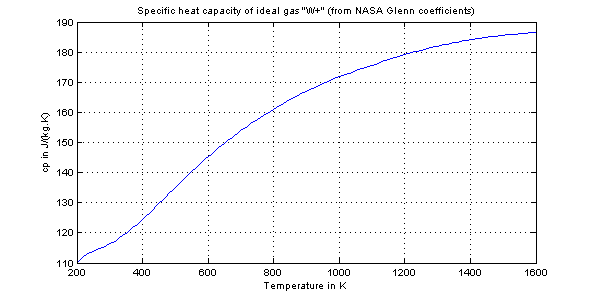 Specific heat capacity of ideal gas "W+" (from NASA Glenn coefficients)
190
180
170
160
150
140
130
120
110
cp in J/(kg.K)
200 400 600 800 1000 1200 1400 1600
Temperature in K